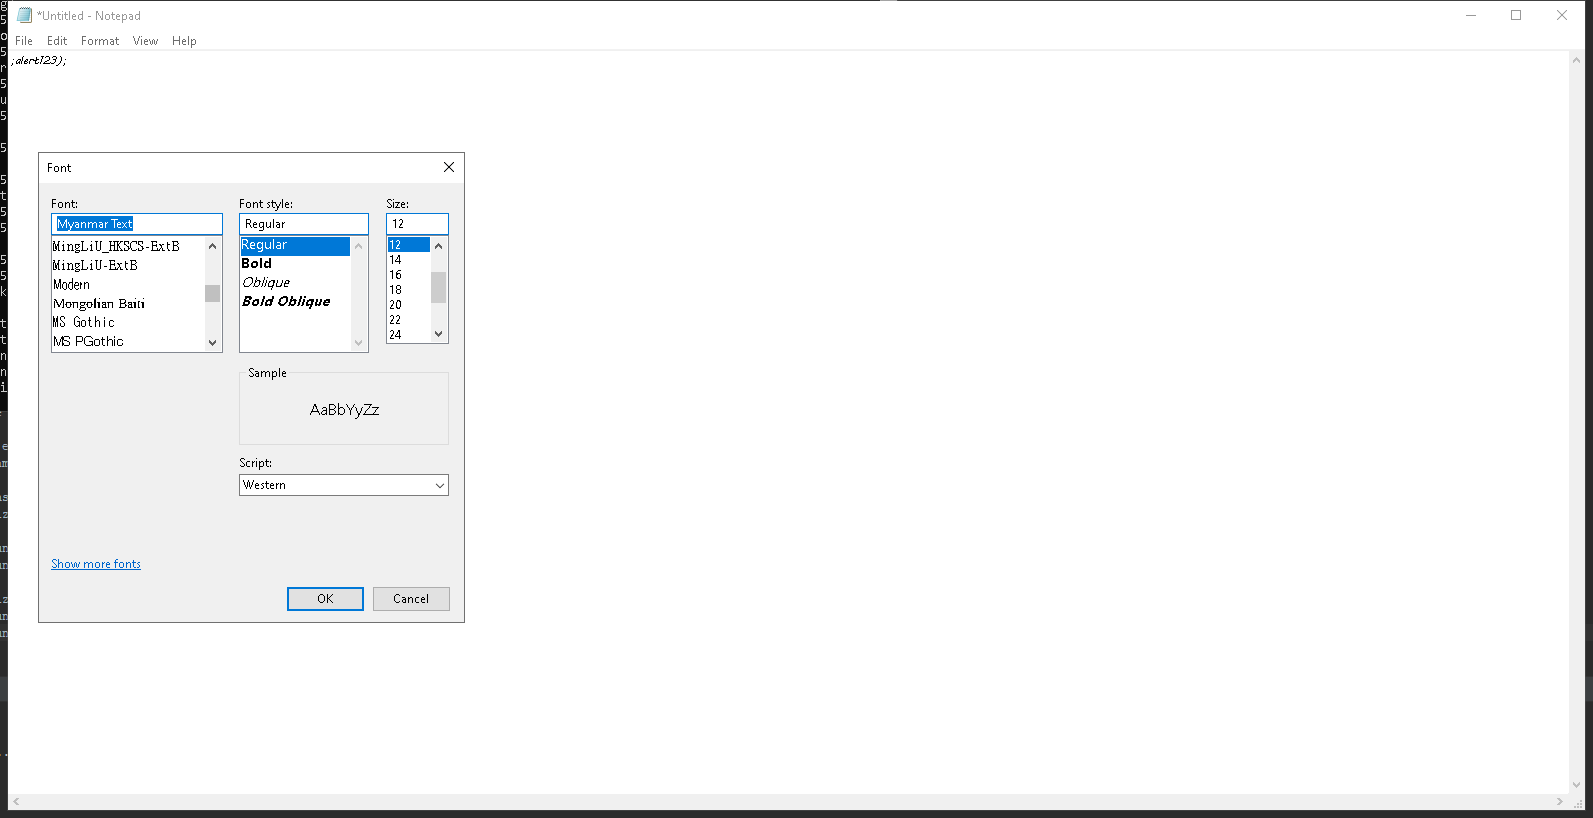 *Untitled - Notepad
File Edit Format View Help
;alert123);
Font
Font: Font style: Size:
Myanmar Text Regular 12
MingLiU_HKSCS-ExtB Regular 12
MingLiU-ExtB Bold 14
Modern Oblique 16
Mongolian Baiti Bold Oblique 18
MS Gothic 20
MS PGothic 22
24
Sample
AaBbYyZz
Script:
Western
Show more fonts
OK Cancel